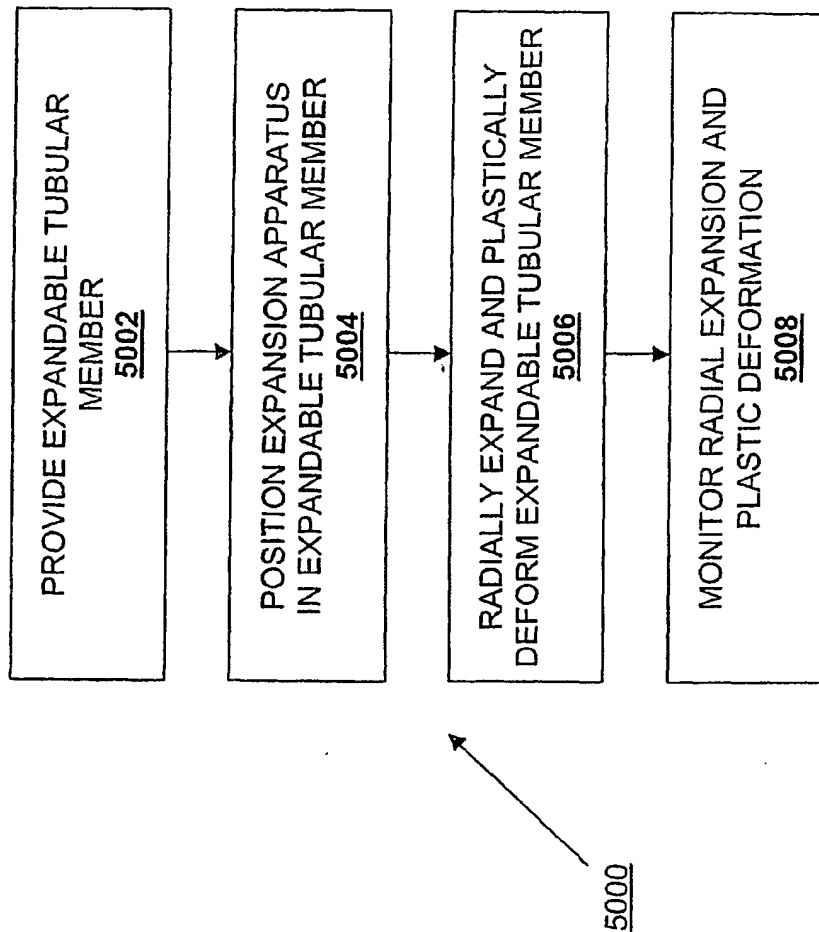 PROVIDE EXPANDABLE TUBULAR
MEMBER
5002
POSITION EXPANSION APPARATUS
IN EXPANDABLE TUBULAR MEMBER
5004
RADIALLY EXPAND AND PLASTICALLY
DEFORM EXPANDABLE TUBULAR MEMBER
5006
MONITOR RADIAL EXPANSION AND
PLASTIC DEFORMATION
5008
5000